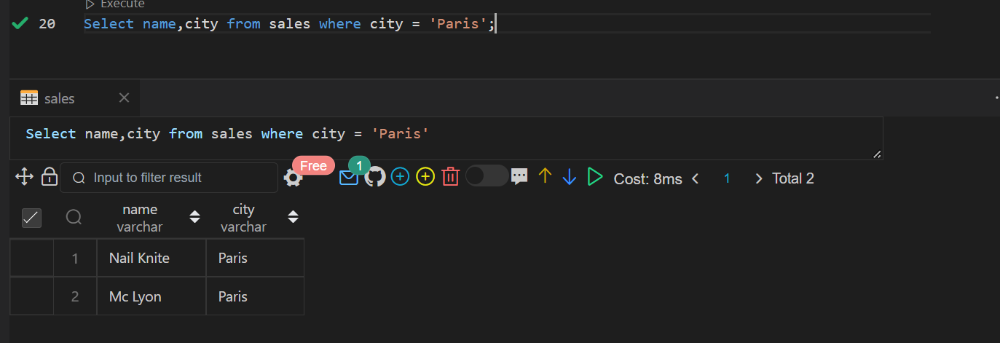 Execute
20 Select name,city from sales where city = 'Paris';
sales
Select name,city from sales where city = 'Paris'
Input to filter result Free 1 Cost: 8ms 1 Total 2
name city
varchar varchar
1 Nail Knite Paris
2 Mc Lyon Paris